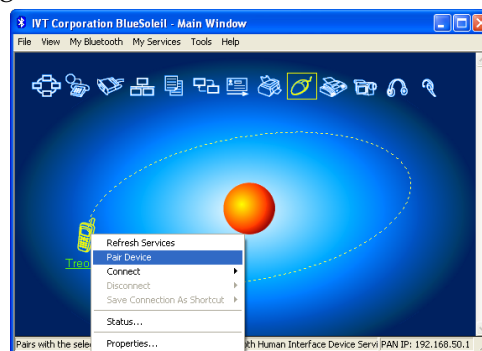 IVT Corporation BlueSoleil - Main Window
File View My Bluetooth My Services Tools Help
Treo
Refresh Services
Pair Device
Connect
Disconnect
Save Connection As Shortcut
Status...
Properties...
Pairs with the sele
th Human Interface Device Servi PAN IP: 192.168.50.1